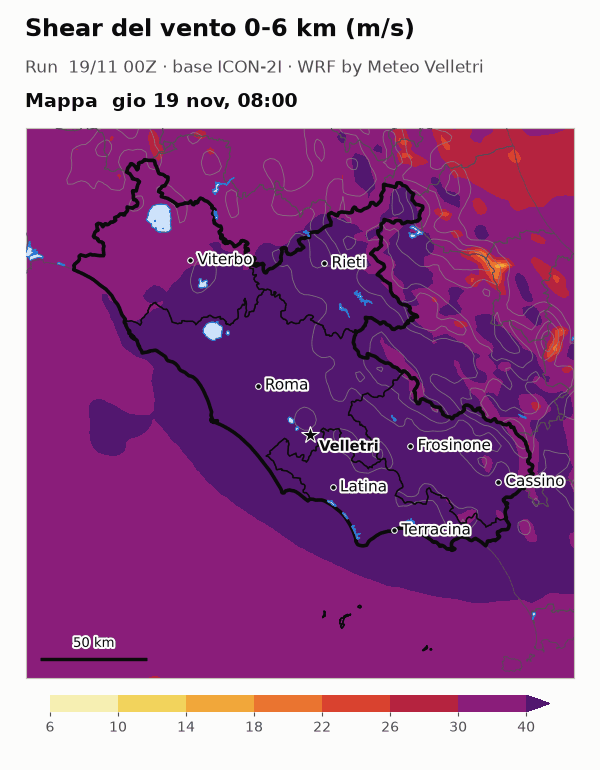 Shear del vento 0-6 km (m/s)
Run 19/11 00Z · base ICON-2I · WRF by Meteo Velletri
Mappa gio 19 nov, 08:00
Viterbo
Rieti
Roma
Velletri
Frosinone
Latina
Cassino
Terracina
50 km
6 10 14 18 22 26 30 40